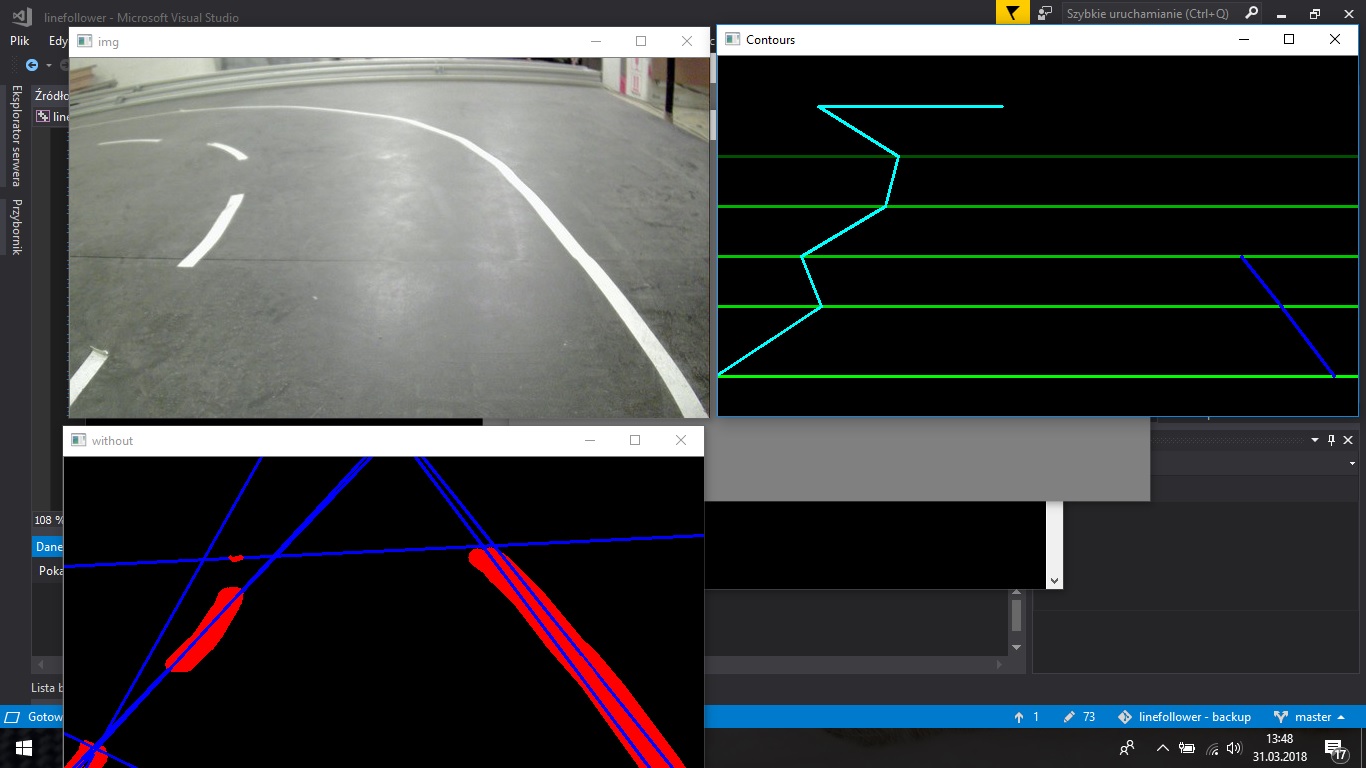 linefollower - Microsoft Visual Studio
Szybkie uruchamianie (Ctrl+Q)
Plik
Edy
img
Contours
Eksplorator serwera
Przybornik
Źródło
line
without
108 %
Dane
Poka
Lista b
Gotow
1
73
linefollower - backup
master
13:48
31.03.2018
17